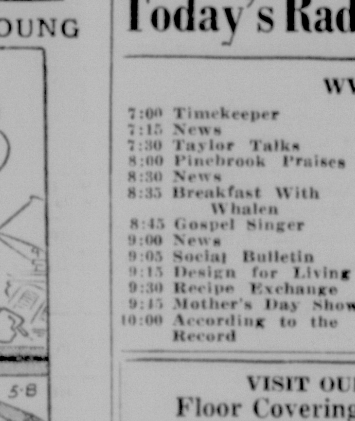 OUNG
Today's Rad
WV
7:00 Timekeeper
7:15 News
7:30 Taylor Talks
8:00 Pinebrook Praises
8:30 News
8:35 Breakfast With
Whalen
8:45 Gospel Singer
9:00 News
9:05 Social Bulletin
9:15 Design for Living
9:30 Recipe Exchange
9:45 Mother's Day Show
10:00 According to the
Record
5-8
VISIT OU
Floor Covering